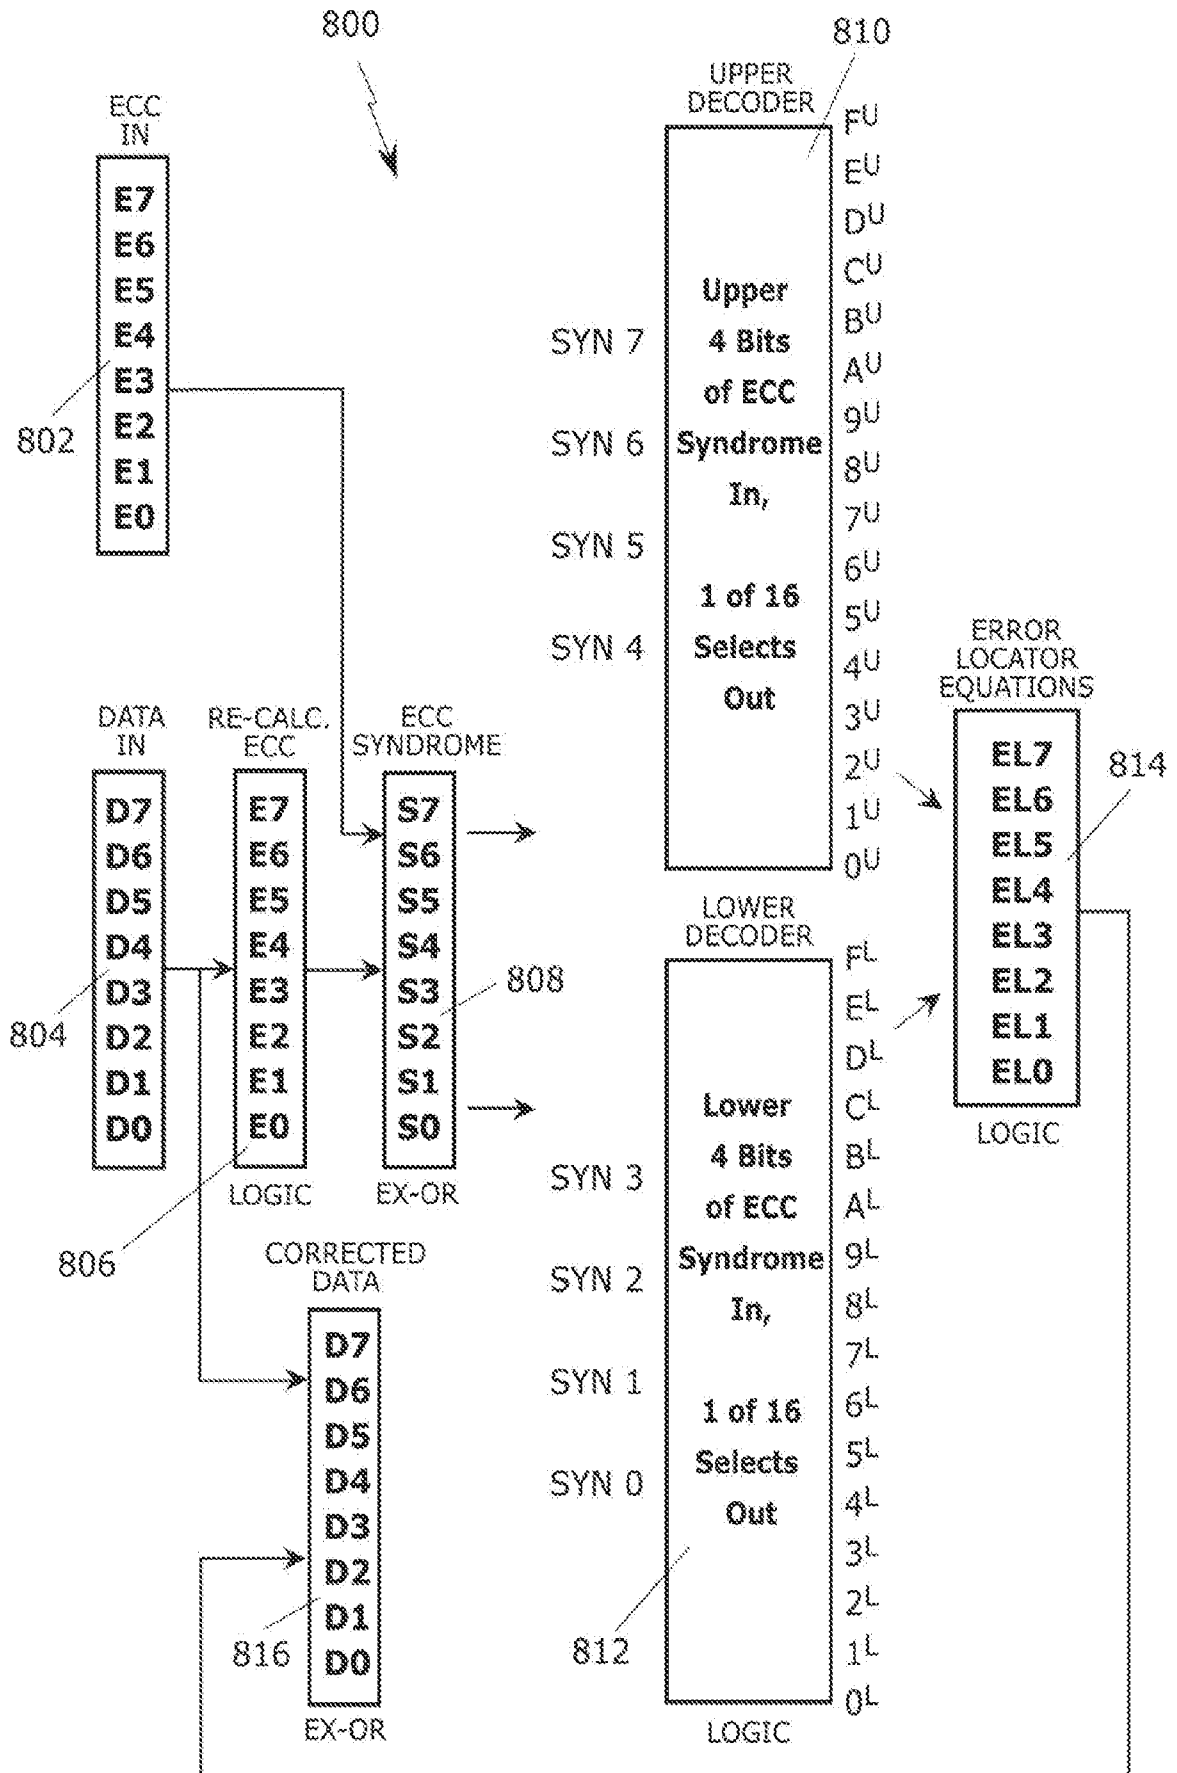 800
810
ECC
IN
E7
E6
E5
E4
E3
E2
E1
E0
802
UPPER
DECODER
Upper
4 Bits
of ECC
Syndrome
In,
1 of 16
Selects
Out
SYN 7
SYN 6
SYN 5
SYN 4
Fᵁ
Eᵁ
Dᵁ
Cᵁ
Bᵁ
Aᵁ
9ᵁ
8ᵁ
7ᵁ
6ᵁ
5ᵁ
4ᵁ
3ᵁ
2ᵁ
1ᵁ
0ᵁ
DATA
IN
D7
D6
D5
D4
D3
D2
D1
D0
804
RE-CALC.
ECC
E7
E6
E5
E4
E3
E2
E1
E0
LOGIC
806
ECC
SYNDROME
S7
S6
S5
S4
S3
S2
S1
S0
EX-OR
808
ERROR
LOCATOR
EQUATIONS
EL7
EL6
EL5
EL4
EL3
EL2
EL1
EL0
LOGIC
814
LOWER
DECODER
Lower
4 Bits
of ECC
Syndrome
In,
1 of 16
Selects
Out
LOGIC
812
SYN 3
SYN 2
SYN 1
SYN 0
Fᴸ
Eᴸ
Dᴸ
Cᴸ
Bᴸ
Aᴸ
9ᴸ
8ᴸ
7ᴸ
6ᴸ
5ᴸ
4ᴸ
3ᴸ
2ᴸ
1ᴸ
0ᴸ
CORRECTED
DATA
D7
D6
D5
D4
D3
D2
D1
D0
EX-OR
816